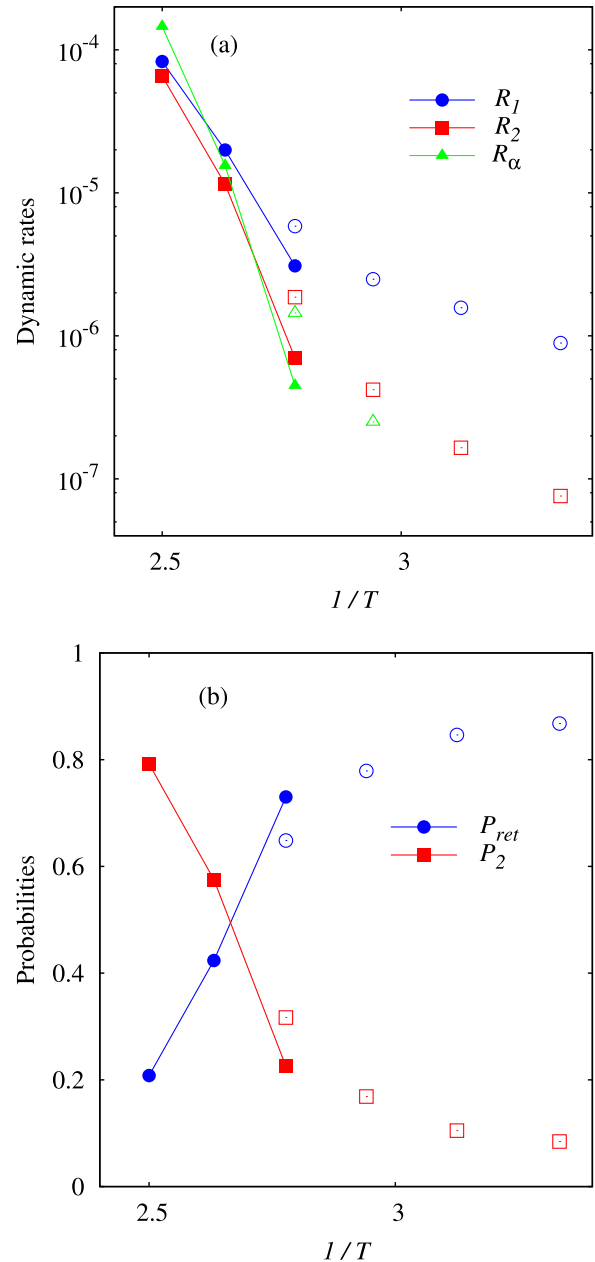 (a)
10⁻⁴
R₁
R₂
Rα
10⁻⁵
Dynamic rates
10⁻⁶
10⁻⁷
2.5 3
1 / T
1
(b)
0.8
P_ret
P₂
0.6
Probabilities
0.4
0.2
0
2.5 3
1 / T